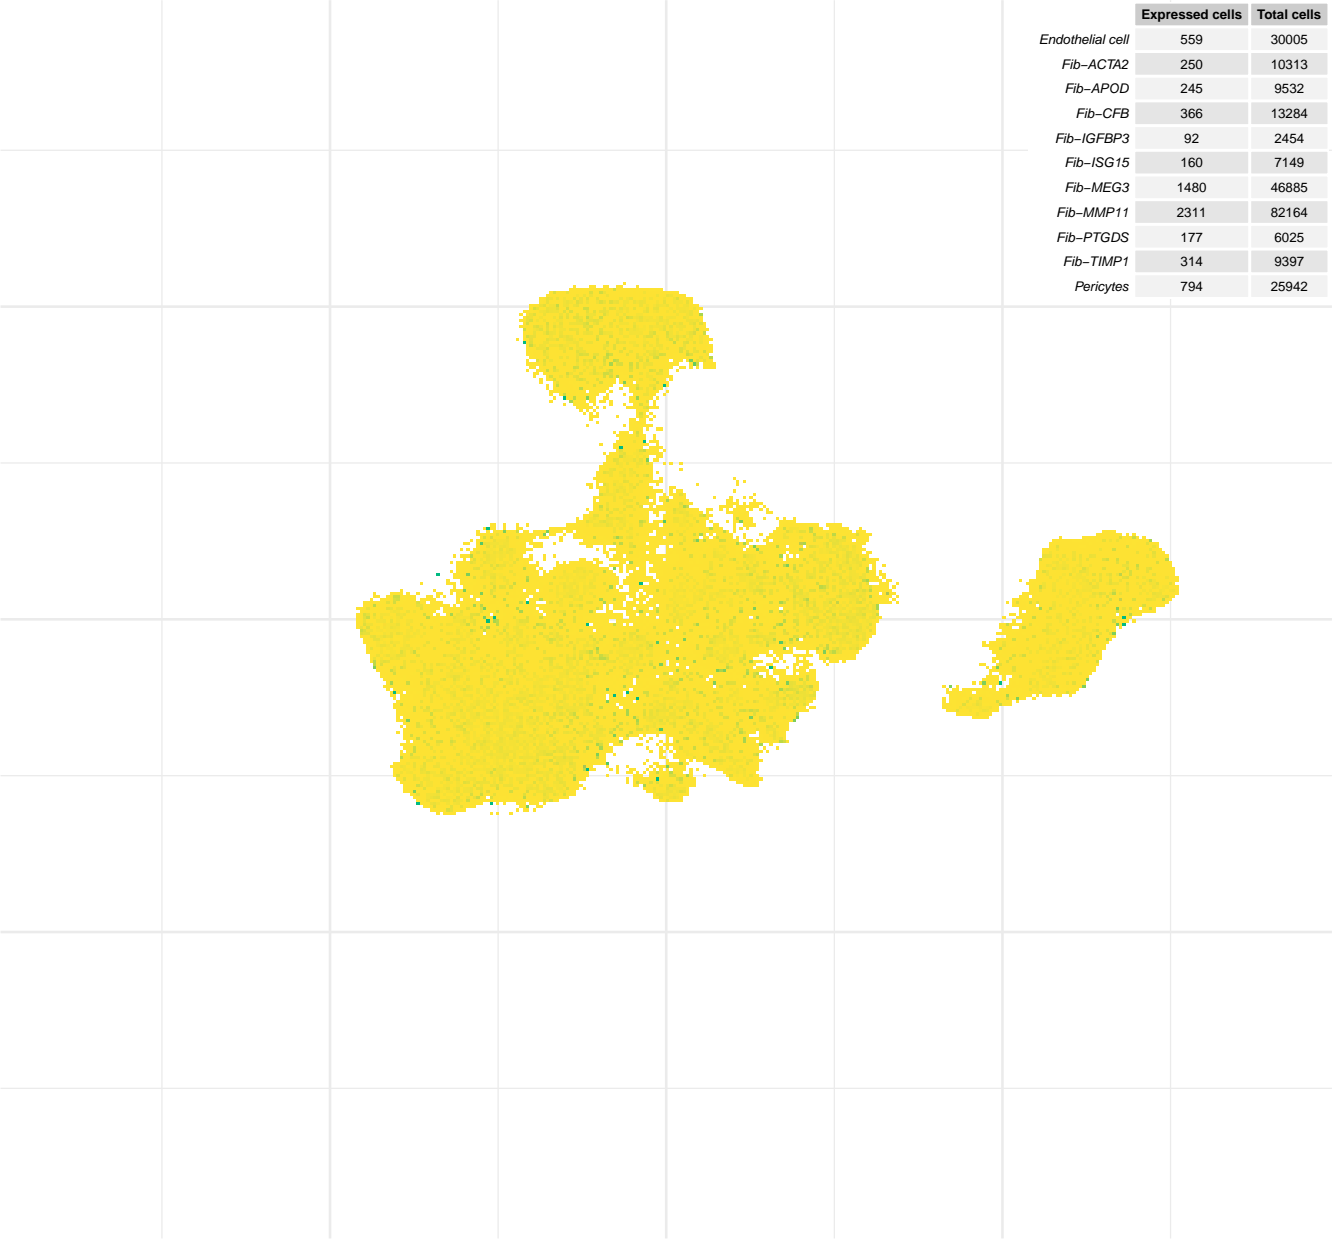 Expressed cells Total cells
Endothelial cell 559 30005
Fib−ACTA2 250 10313
Fib−APOD 245 9532
Fib−CFB 366 13284
Fib−IGFBP3 92 2454
Fib−ISG15 160 7149
Fib−MEG3 1480 46885
Fib−MMP11 2311 82164
Fib−PTGDS 177 6025
Fib−TIMP1 314 9397
Pericytes 794 25942